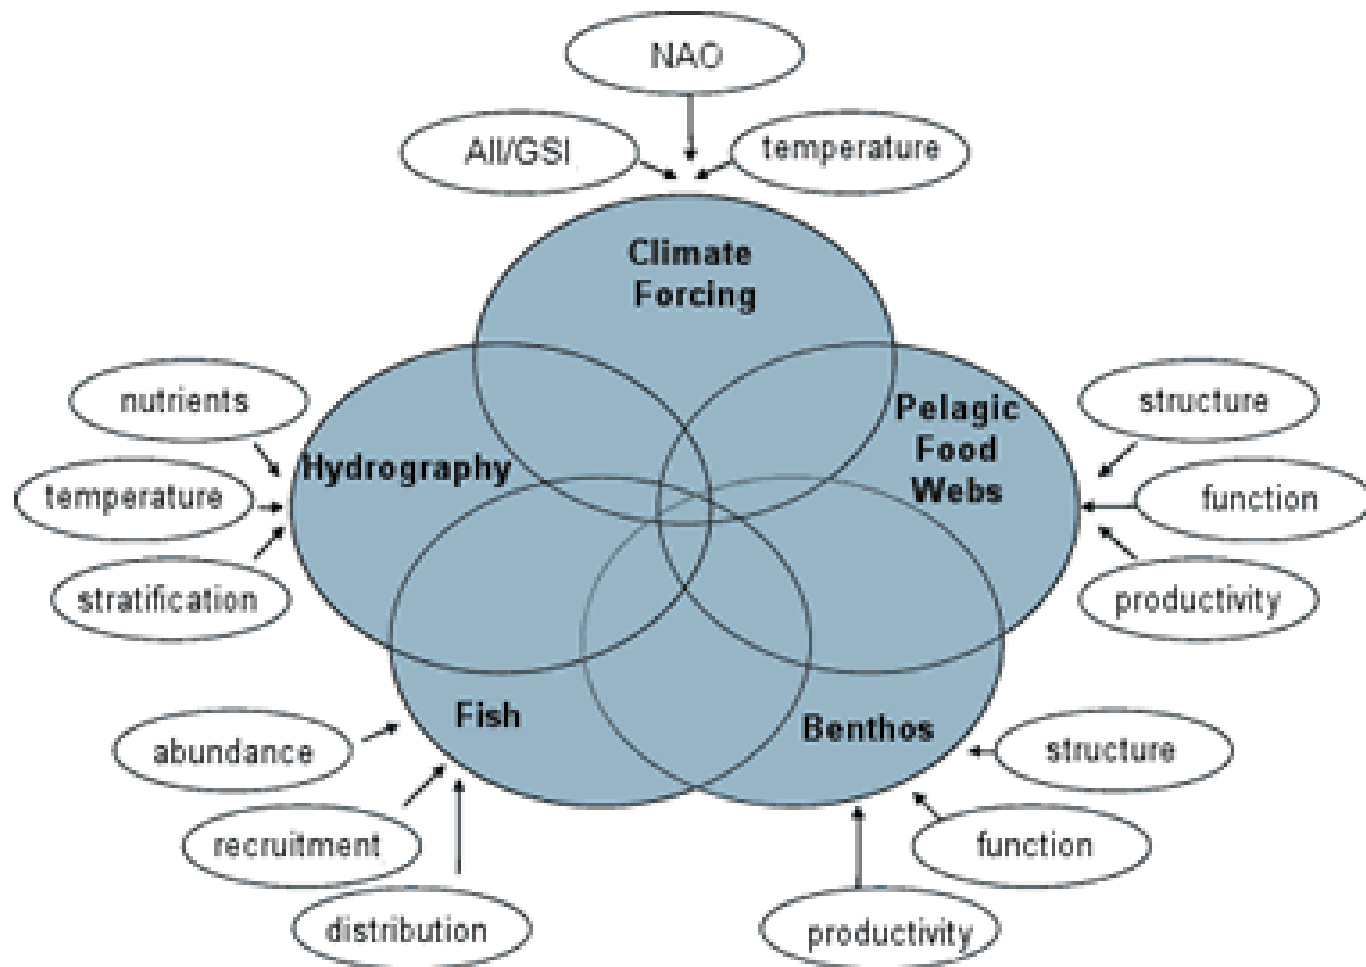 NAO
AII/GSI
temperature
Climate
Forcing
nutrients
temperature
stratification
Hydrography
Pelagic
Food
Webs
structure
function
productivity
Fish
Benthos
abundance
recruitment
distribution
structure
function
productivity